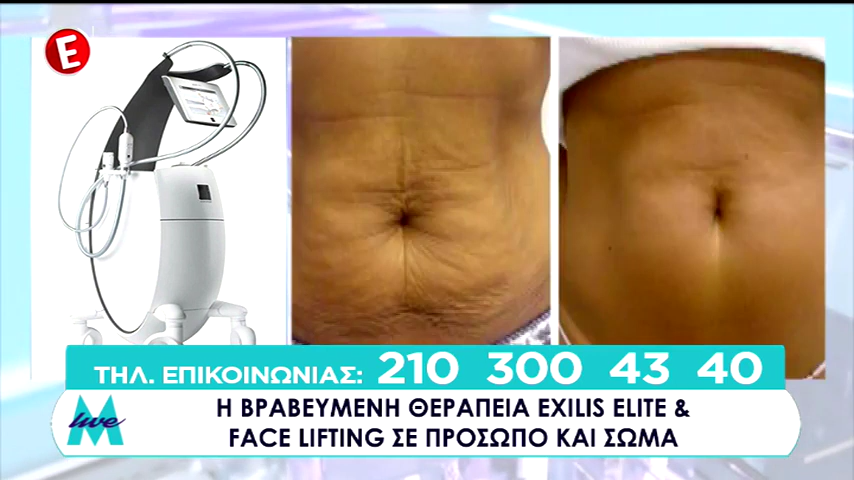 E
ΤΗΛ. ΕΠΙΚΟΙΝΩΝΙΑΣ: 210 300 43 40
M live
Η ΒΡΑΒΕΥΜΕΝΗ ΘΕΡΑΠΕΙΑ EXILIS ELITE &
FACE LIFTING ΣΕ ΠΡΟΣΩΠΟ ΚΑΙ ΣΩΜΑ